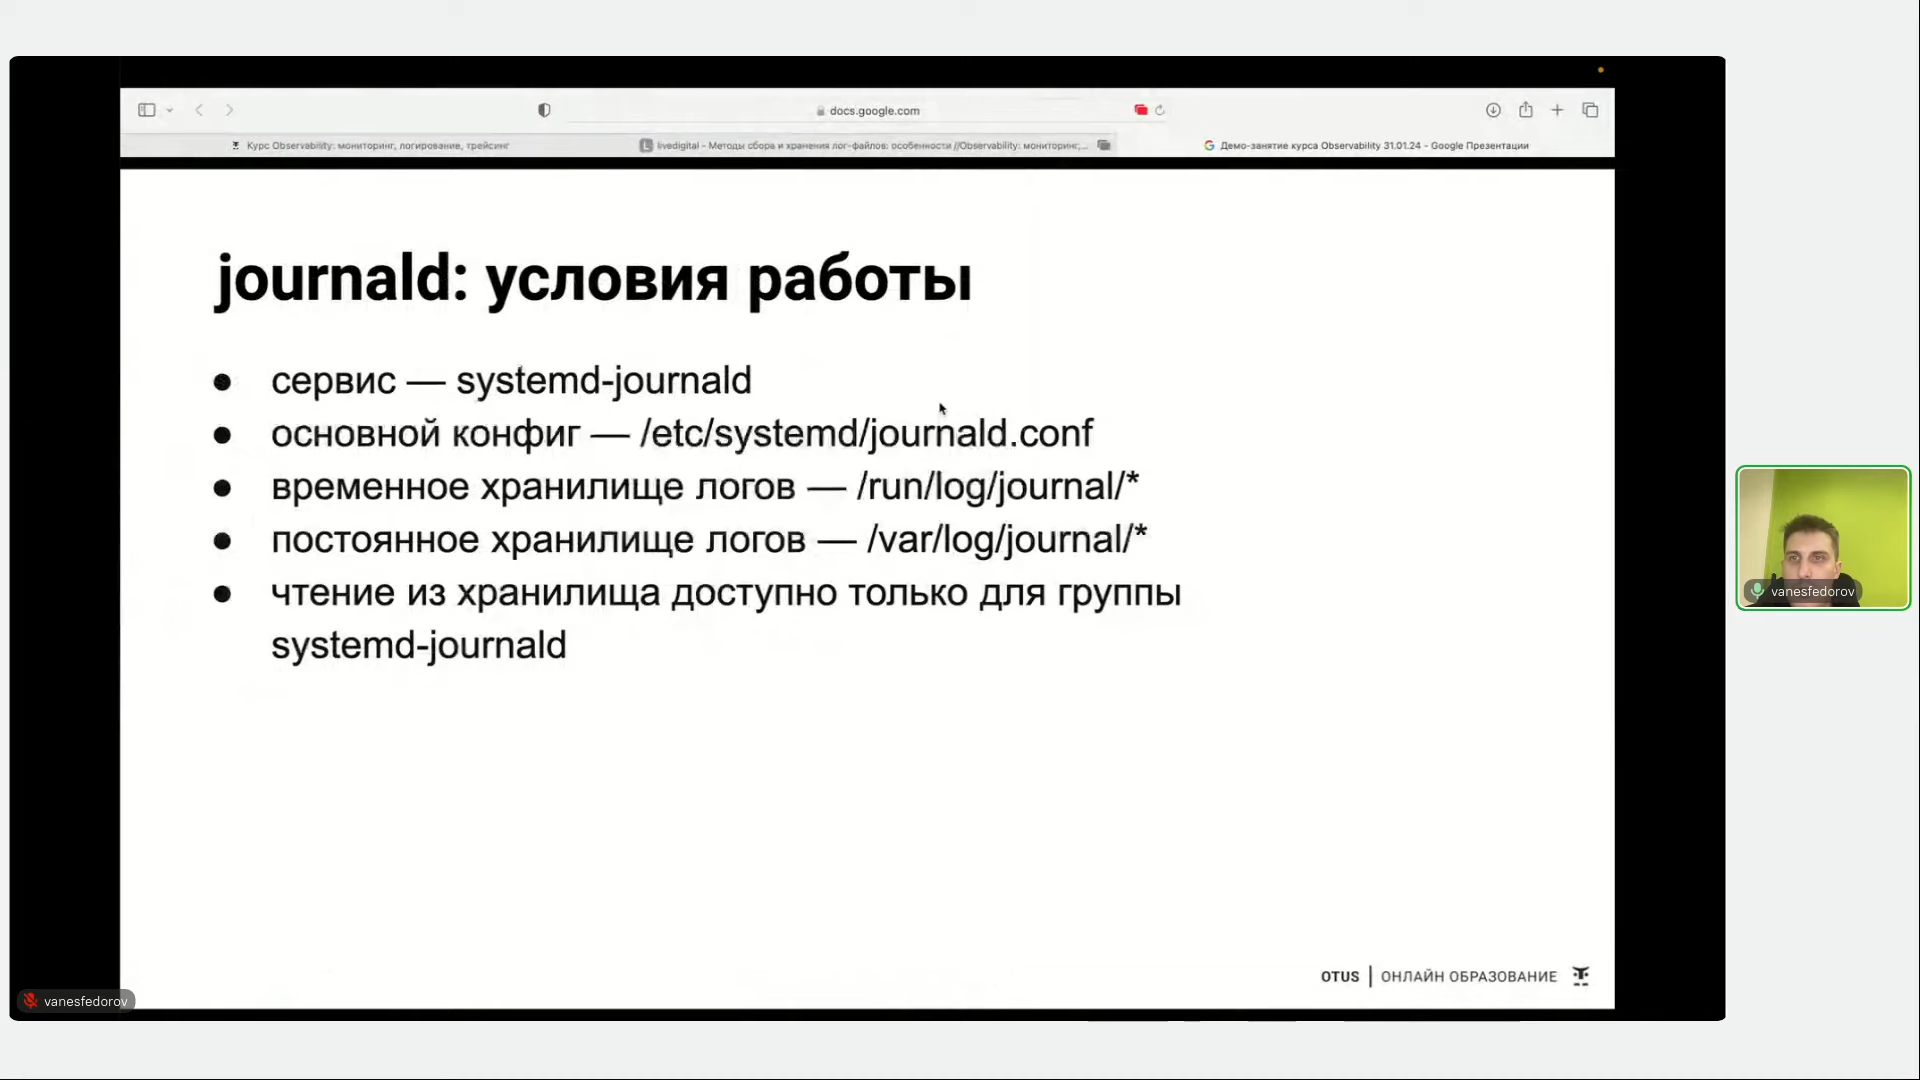 docs.google.com
Курс Observability: мониторинг, логирование, трейсинг
livedigital - Методы сбора и хранения лог-файлов: особенности //Observability: мониторинг,...
Демо-занятие курса Observability 31.01.24 - Google Презентации
journald: условия работы
● сервис — systemd-journald
● основной конфиг — /etc/systemd/journald.conf
● временное хранилище логов — /run/log/journal/*
● постоянное хранилище логов — /var/log/journal/*
● чтение из хранилища доступно только для группы
systemd-journald
vanesfedorov
OTUS | ОНЛАЙН ОБРАЗОВАНИЕ
vanesfedorov